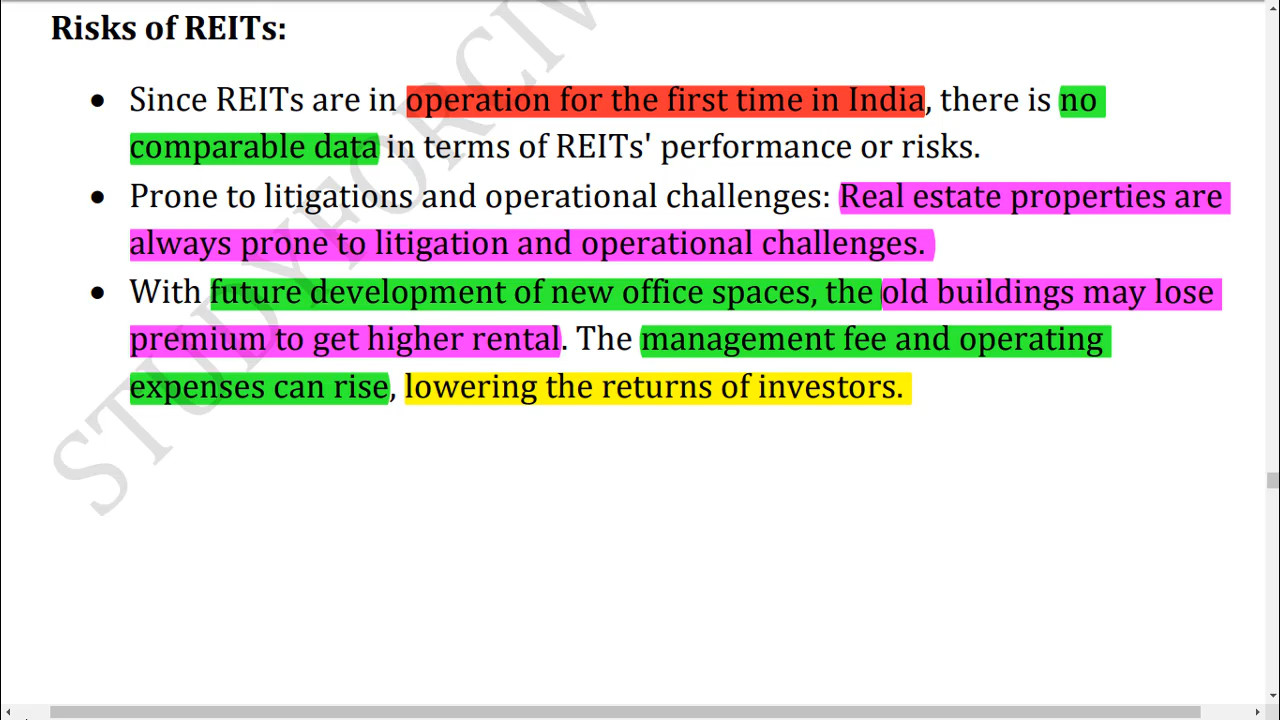 Risks of REITs:
• Since REITs are in operation for the first time in India, there is no
comparable data in terms of REITs' performance or risks.
• Prone to litigations and operational challenges: Real estate properties are
always prone to litigation and operational challenges.
• With future development of new office spaces, the old buildings may lose
premium to get higher rental. The management fee and operating
expenses can rise, lowering the returns of investors.
STUDYFORCIV